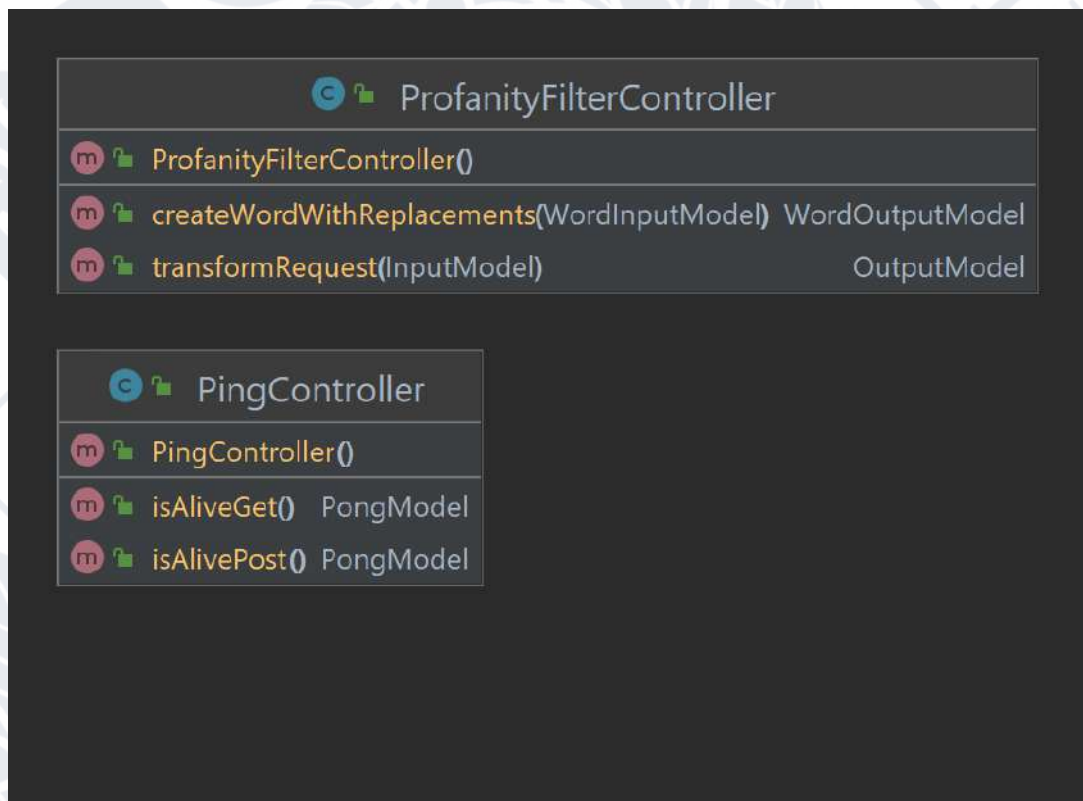 C ProfanityFilterController
m ProfanityFilterController()
m createWordWithReplacements(WordInputModel) WordOutputModel
m transformRequest(InputModel) OutputModel
C PingController
m PingController()
m isAliveGet() PongModel
m isAlivePost() PongModel